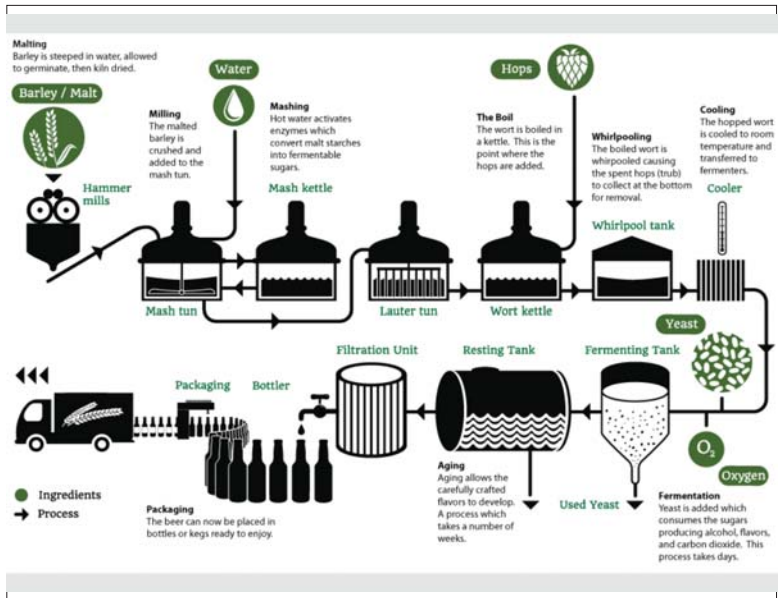 Malting
Barley is steeped in water, allowed
to germinate, then kiln dried.
Barley / Malt
Hammer
mills
Milling
The malted
barley is
crushed and
added to the
mash tun.
Water
Mashing
Hot water activates
enzymes which
convert malt starches
into fermentable
sugars.
Mash kettle
Mash tun
Lauter tun
Hops
The Boil
The wort is boiled in
a kettle. This is the
point where the
hops are added.
Wort kettle
Whirlpooling
The boiled wort is
whirpooled causing
the spent hops (trub)
to collect at the bottom
for removal.
Whirlpool tank
Cooling
The hopped wort
is cooled to room
temperature and
transferred to
fermenters.
Cooler
Yeast
O2
Oxygen
Fermentation
Yeast is added which
consumes the sugars
producing alcohol, flavors,
and carbon dioxide. This
process takes days.
Fermenting Tank
Used Yeast
Resting Tank
Aging
Aging allows the
carefully crafted
flavors to develop.
A process which
takes a number of
weeks.
Filtration Unit
Bottler
Packaging
Packaging
The beer can now be placed in
bottles or kegs ready to enjoy.
Ingredients
Process